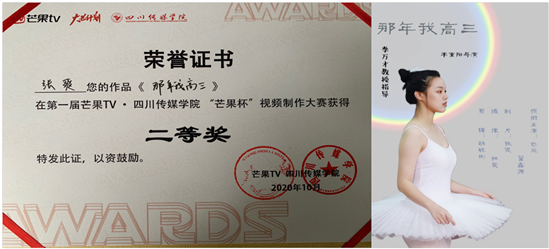 AWARDS
芒果tv 大芒计划 四川传媒学院
荣誉证书
张爽 您的作品《 那年我高三 》
在第一届芒果TV·四川传媒学院“芒果杯”视频制作大赛获得
二等奖
特发此证，以资鼓励。
芒果TV 四川传媒学院
2020年10月
AWARDS
那年我高三
李万才教授指导